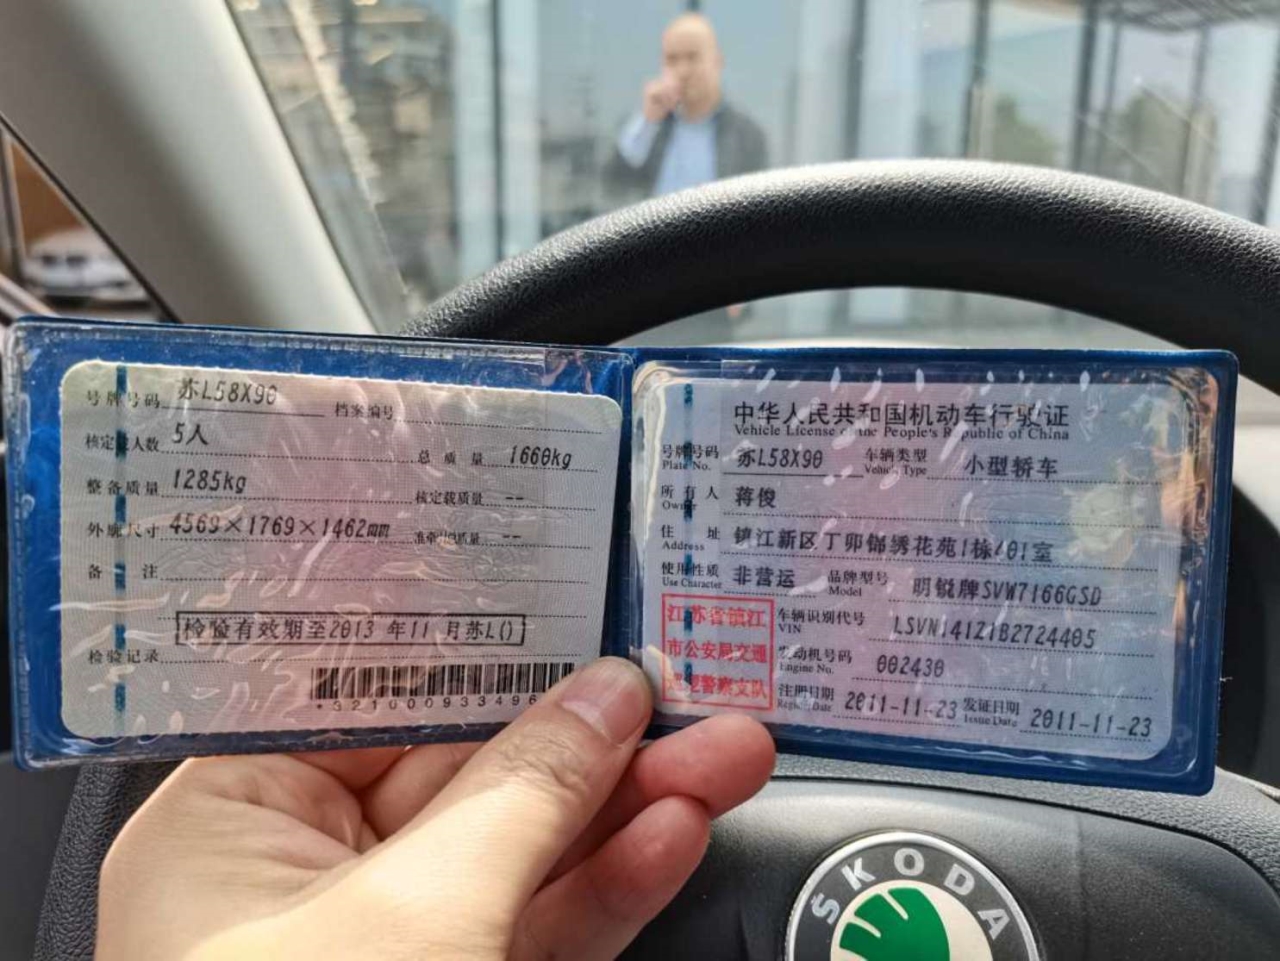 号牌号码 苏L58X90 档案编号
核定载人数 5人 总质量 1660kg
整备质量 1285kg 核定载质量 --
外廓尺寸 4569×1769×1462mm 准牵引总质量 --
备注
检验有效期至2013 年11 月苏L()
检验记录
中华人民共和国机动车行驶证
Vehicle License of the People's Republic of China
号牌号码 苏L58X90 车辆类型 小型轿车
Plate No. Vehicle Type
所有人 蒋俊
Owner
住址 镇江新区丁卯锦绣花苑1栋401室
Address
使用性质 非营运 品牌型号 明锐牌SVW7166GSD
Use Character Model
江苏省镇江
市公安局交通
巡逻警察支队
车辆识别代号 LSVN141Z1B2724405
VIN
发动机号码 002430
Engine No.
注册日期 2011-11-23 发证日期 2011-11-23
Register Date Issue Date
ŠKODA